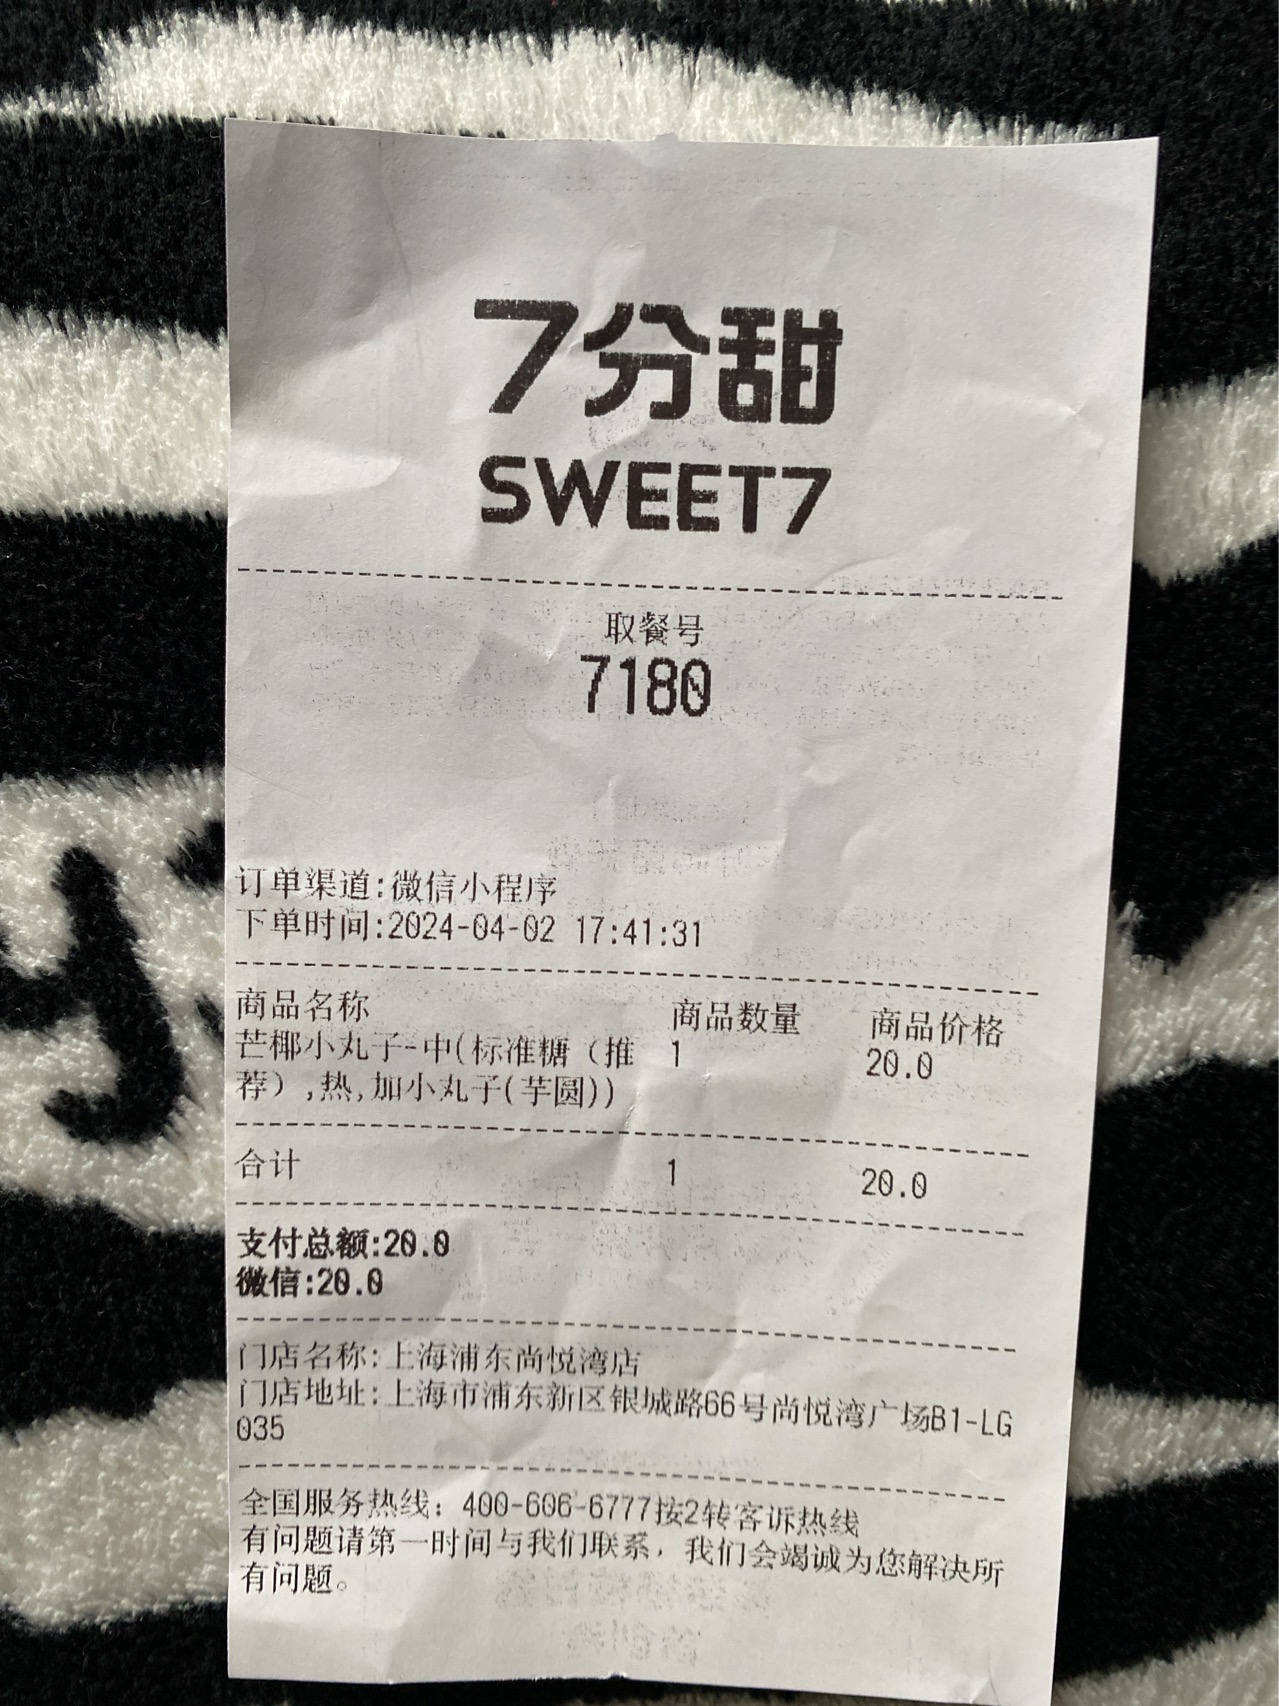 7分甜
SWEET7
取餐号
7180
订单渠道:微信小程序
下单时间:2024-04-02 17:41:31
商品名称 商品数量 商品价格
芒椰小丸子-中(标准糖（推 1 20.0
荐）,热,加小丸子(芋圆))
合计 1 20.0
支付总额:20.0
微信:20.0
门店名称:上海浦东尚悦湾店
门店地址:上海市浦东新区银城路66号尚悦湾广场B1-LG
035
全国服务热线：400-606-6777按2转客诉热线
有问题请第一时间与我们联系，我们会竭诚为您解决所
有问题。